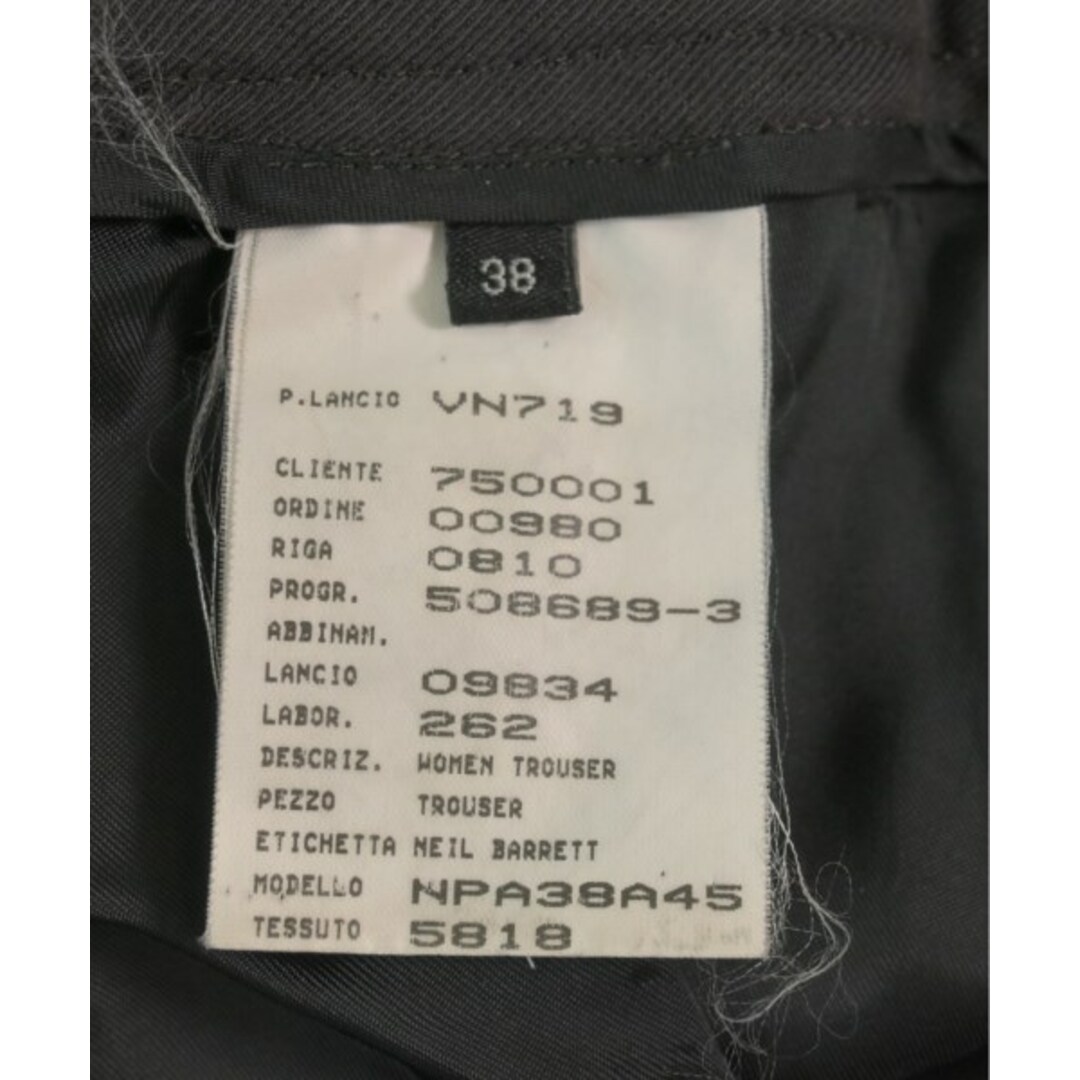 38
P.LANCIO VN719
CLIENTE 750001
ORDINE 00980
RIGA 0810
PROGR. 508689-3
ABBINAM.
LANCIO 09834
LABOR. 262
DESCRIZ. WOMEN TROUSER
PEZZO TROUSER
ETICHETTA NEIL BARRETT
MODELLO NPA38A45
TESSUTO 5818